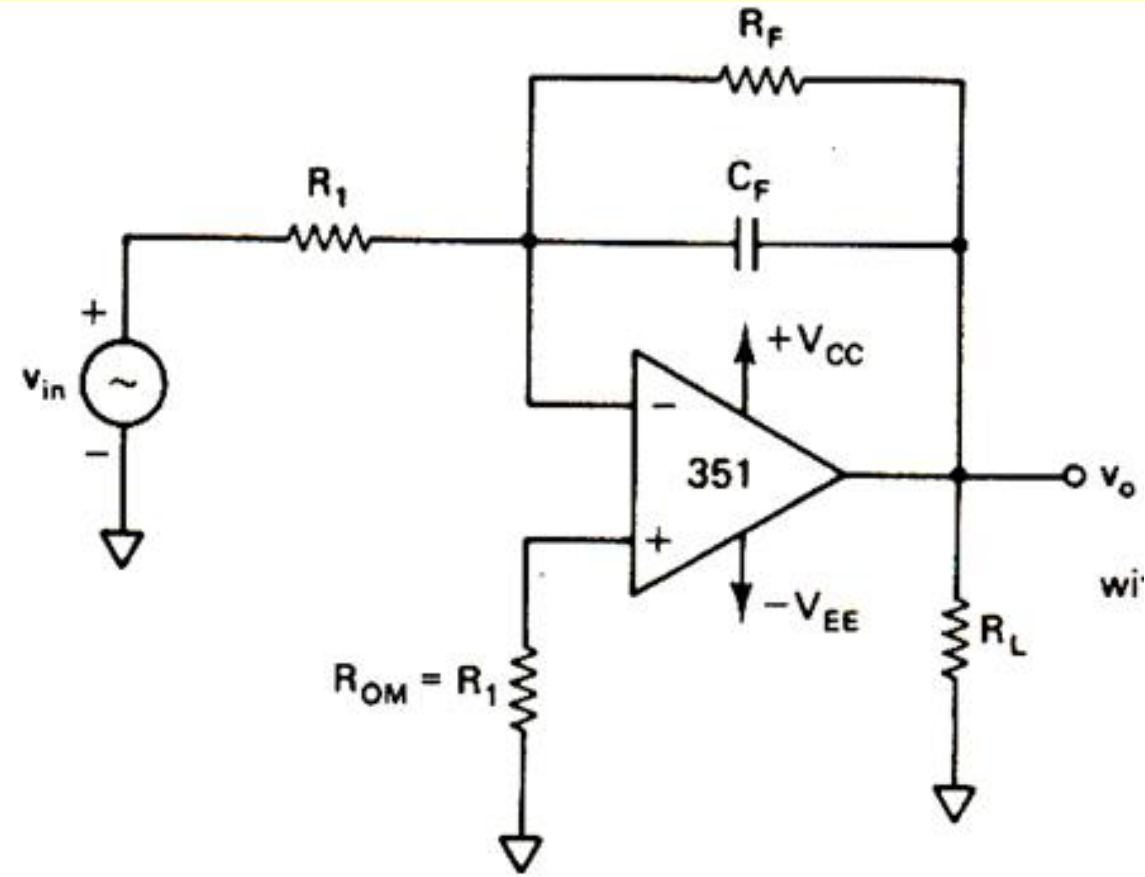 R_F
C_F
R_1
+
v_in
~
−
+V_CC
−
351
+
v_o
−V_EE
R_OM = R_1
R_L